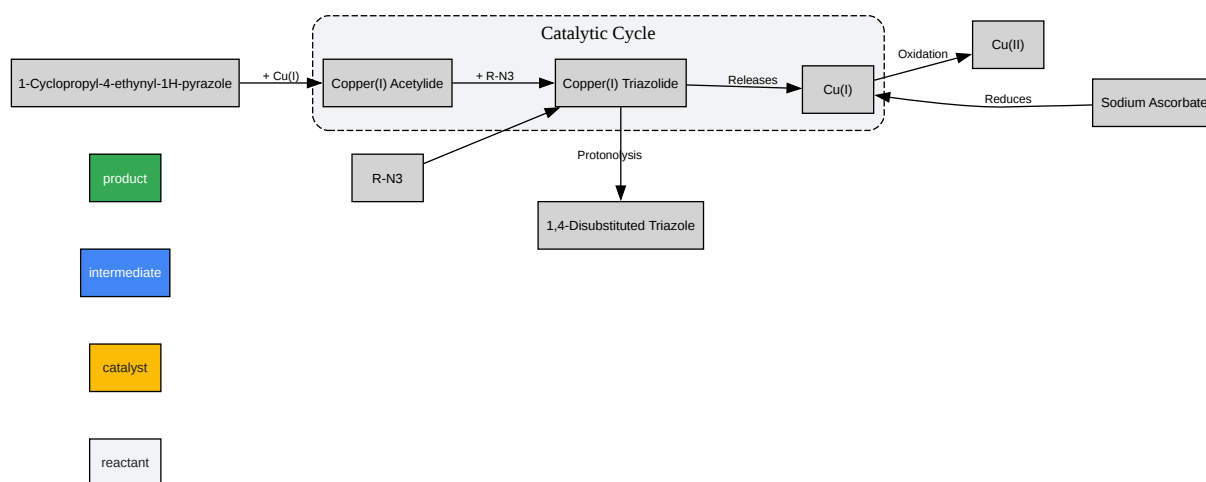 Catalytic Cycle
1-Cyclopropyl-4-ethynyl-1H-pyrazole
+ Cu(I)
Copper(I) Acetylide
+ R-N3
Copper(I) Triazolide
Releases
Cu(I)
Oxidation
Cu(II)
Reduces
Sodium Ascorbate
R-N3
Protonolysis
1,4-Disubstituted Triazole
product
intermediate
catalyst
reactant